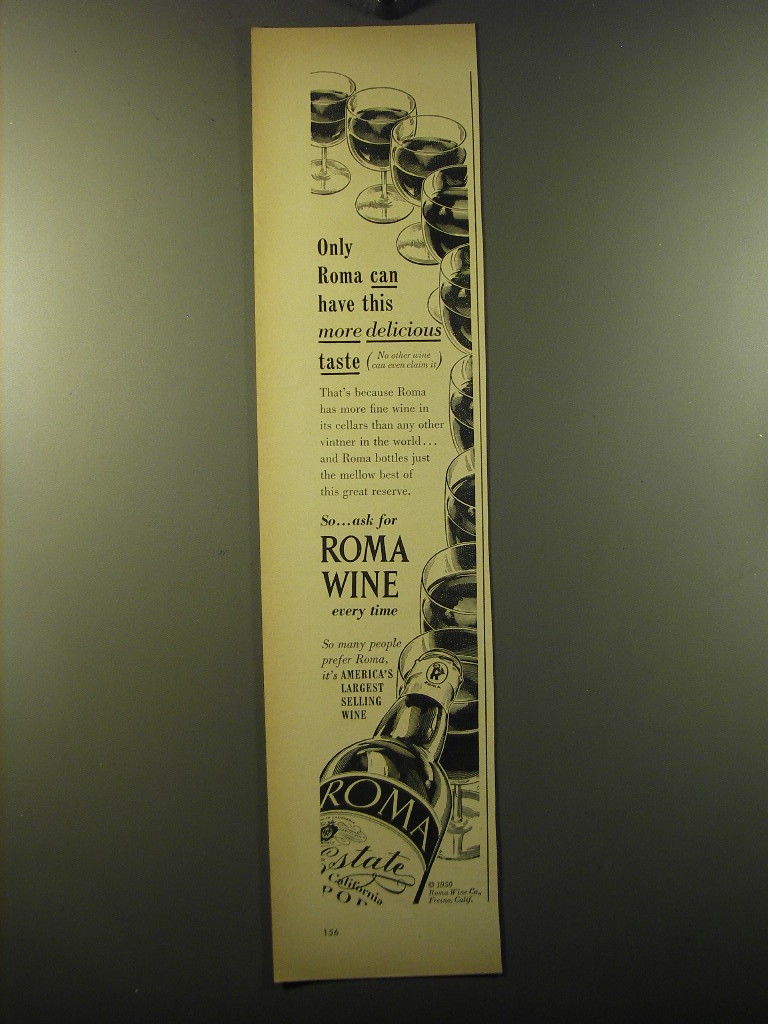 Only
Roma can
have this
more delicious
taste (No other wine
can even claim it)
That's because Roma
has more fine wine in
its cellars than any other
vintner in the world...
and Roma bottles just
the mellow best of
this great reserve.
So...ask for
ROMA
WINE
every time
So many people
prefer Roma,
it's AMERICA'S
LARGEST
SELLING
WINE
R
ROMA
Estate
California
POR
© 1950
Roma Wine Co.,
Fresno, Calif.
156